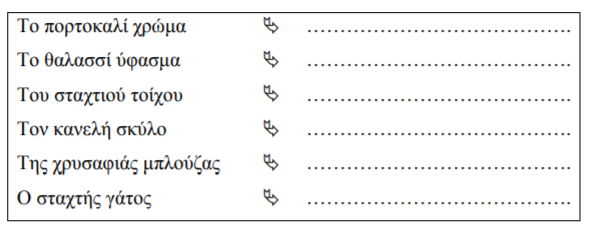 Το πορτοκαλί χρώμα ⮱ ………………………………….
Το θαλασσί ύφασμα ⮱ ………………………………….
Του σταχτιού τοίχου ⮱ ………………………………….
Τον κανελή σκύλο ⮱ ………………………………….
Της χρυσαφιάς μπλούζας ⮱ ………………………………….
Ο σταχτής γάτος ⮱ ………………………………….